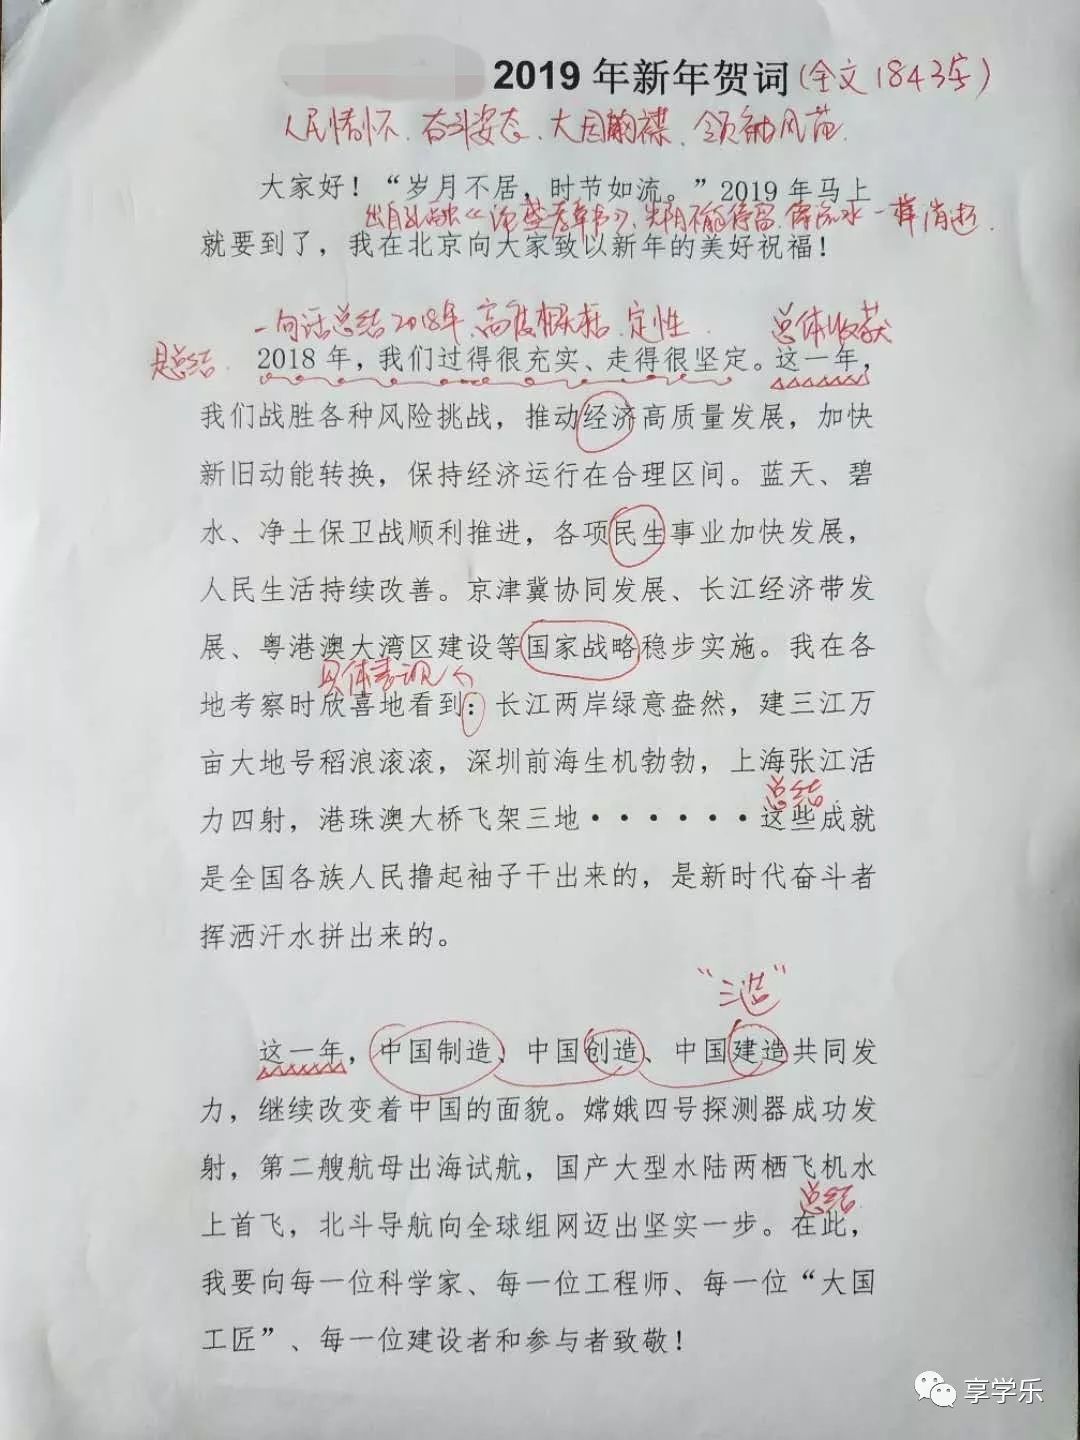 2019年新年贺词(全文1843字)
人民情怀、奋斗姿态、大国胸襟、领袖风范.
大家好！“岁月不居，时节如流。”2019年马上
出自孔融《论盛孝章书》、光阴不能停留 像流水一样消逝.
就要到了，我在北京向大家致以新年的美好祝福！
一句话总结2018年、高度概括、定性.
总体收获
总结.
2018年，我们过得很充实、走得很坚定。这一年，
我们战胜各种风险挑战，推动经济高质量发展，加快
新旧动能转换，保持经济运行在合理区间。蓝天、碧
水、净土保卫战顺利推进，各项民生事业加快发展，
人民生活持续改善。京津冀协同发展、长江经济带发
展、粤港澳大湾区建设等国家战略稳步实施。我在各
具体表现
地考察时欣喜地看到：长江两岸绿意盎然，建三江万
亩大地号稻浪滚滚，深圳前海生机勃勃，上海张江活
总结.
力四射，港珠澳大桥飞架三地······这些成就
是全国各族人民撸起袖子干出来的，是新时代奋斗者
挥洒汗水拼出来的。
“三造”
这一年，中国制造、中国创造、中国建造共同发
力，继续改变着中国的面貌。嫦娥四号探测器成功发
射，第二艘航母出海试航，国产大型水陆两栖飞机水
总结.
上首飞，北斗导航向全球组网迈出坚实一步。在此，
我要向每一位科学家、每一位工程师、每一位“大国
工匠”、每一位建设者和参与者致敬！
享学乐